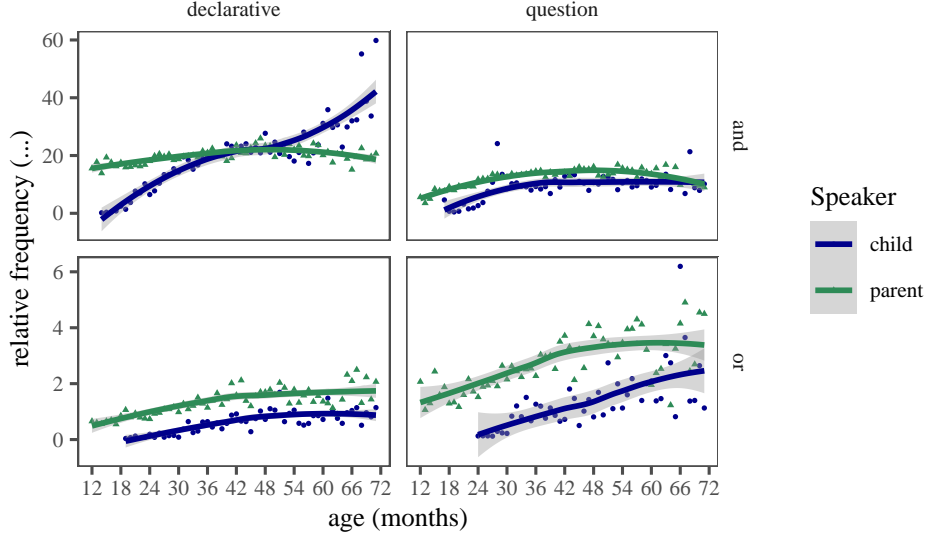 declarative question
60
40
20
0
and
6
4
2
0
or
12 18 24 30 36 42 48 54 60 66 72 12 18 24 30 36 42 48 54 60 66 72
age (months)
relative frequency (...
Speaker
child
parent